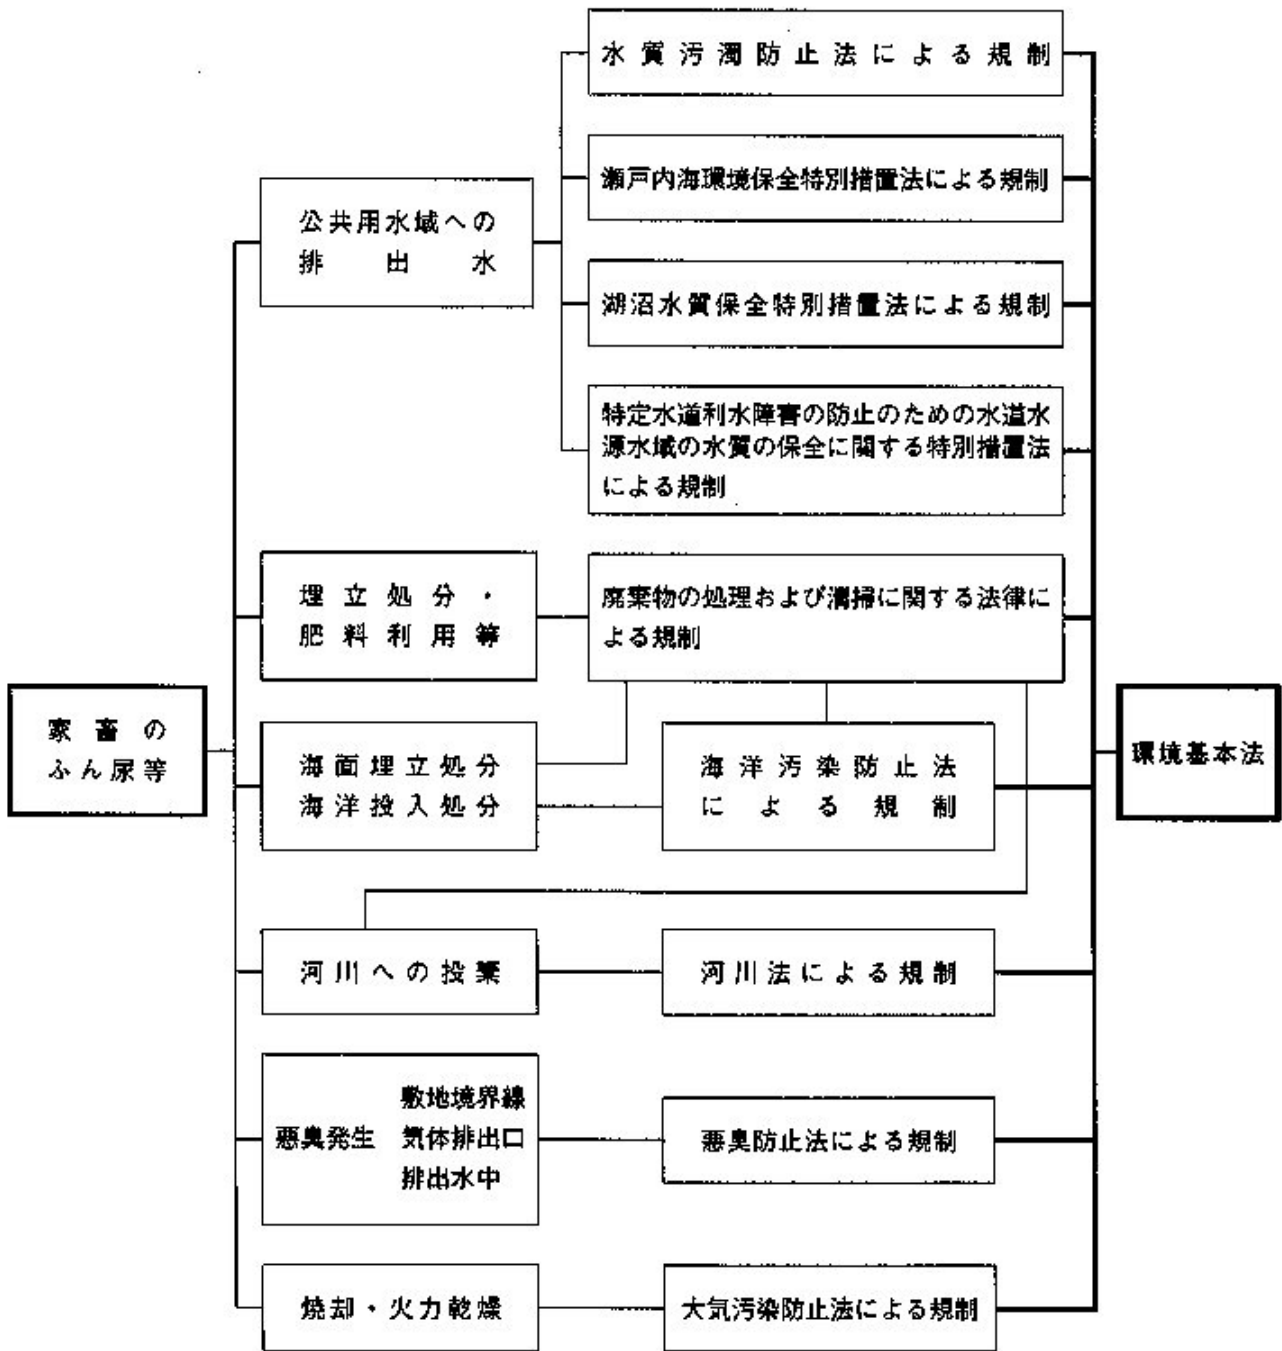 水質汚濁防止法による規制
瀬戸内海環境保全特別措置法による規制
公共用水域への
排出水
湖沼水質保全特別措置法による規制
特定水道利水障害の防止のための水道水
源水域の水質の保全に関する特別措置法
による規制
埋立処分・
肥料利用等
廃棄物の処理および清掃に関する法律に
よる規制
家畜の
ふん尿等
海面埋立処分
海洋投入処分
海洋汚染防止法
による規制
環境基本法
河川への投棄
河川法による規制
悪臭発生
敷地境界線
気体排出口
排出水中
悪臭防止法による規制
焼却・火力乾燥
大気汚染防止法による規制